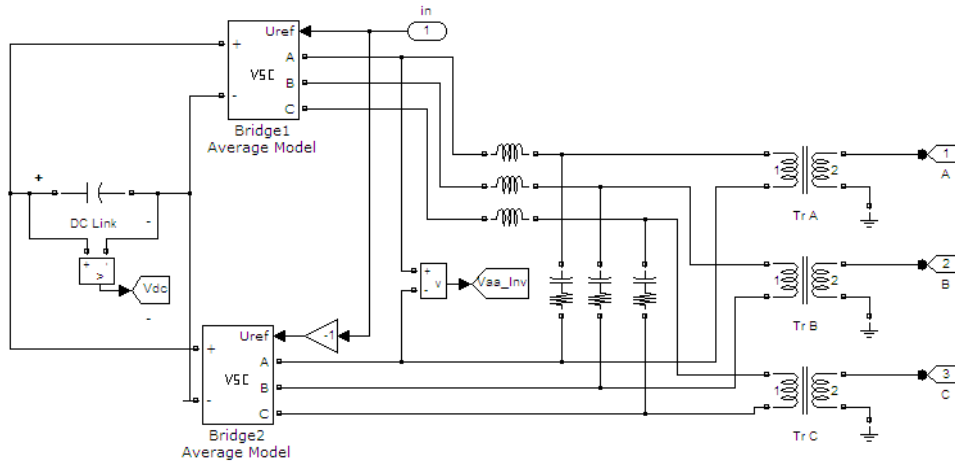 in
1
Uref
+
A
VSC
B
-
C
Bridge1
Average Model
+
DC Link
-
+ -
v
Vdc
-
+
-
v
Vaa_Inv
-1
Uref
+
A
VSC
B
-
C
Bridge2
Average Model
1 2
Tr A
1
A
1 2
Tr B
2
B
1 2
Tr C
3
C